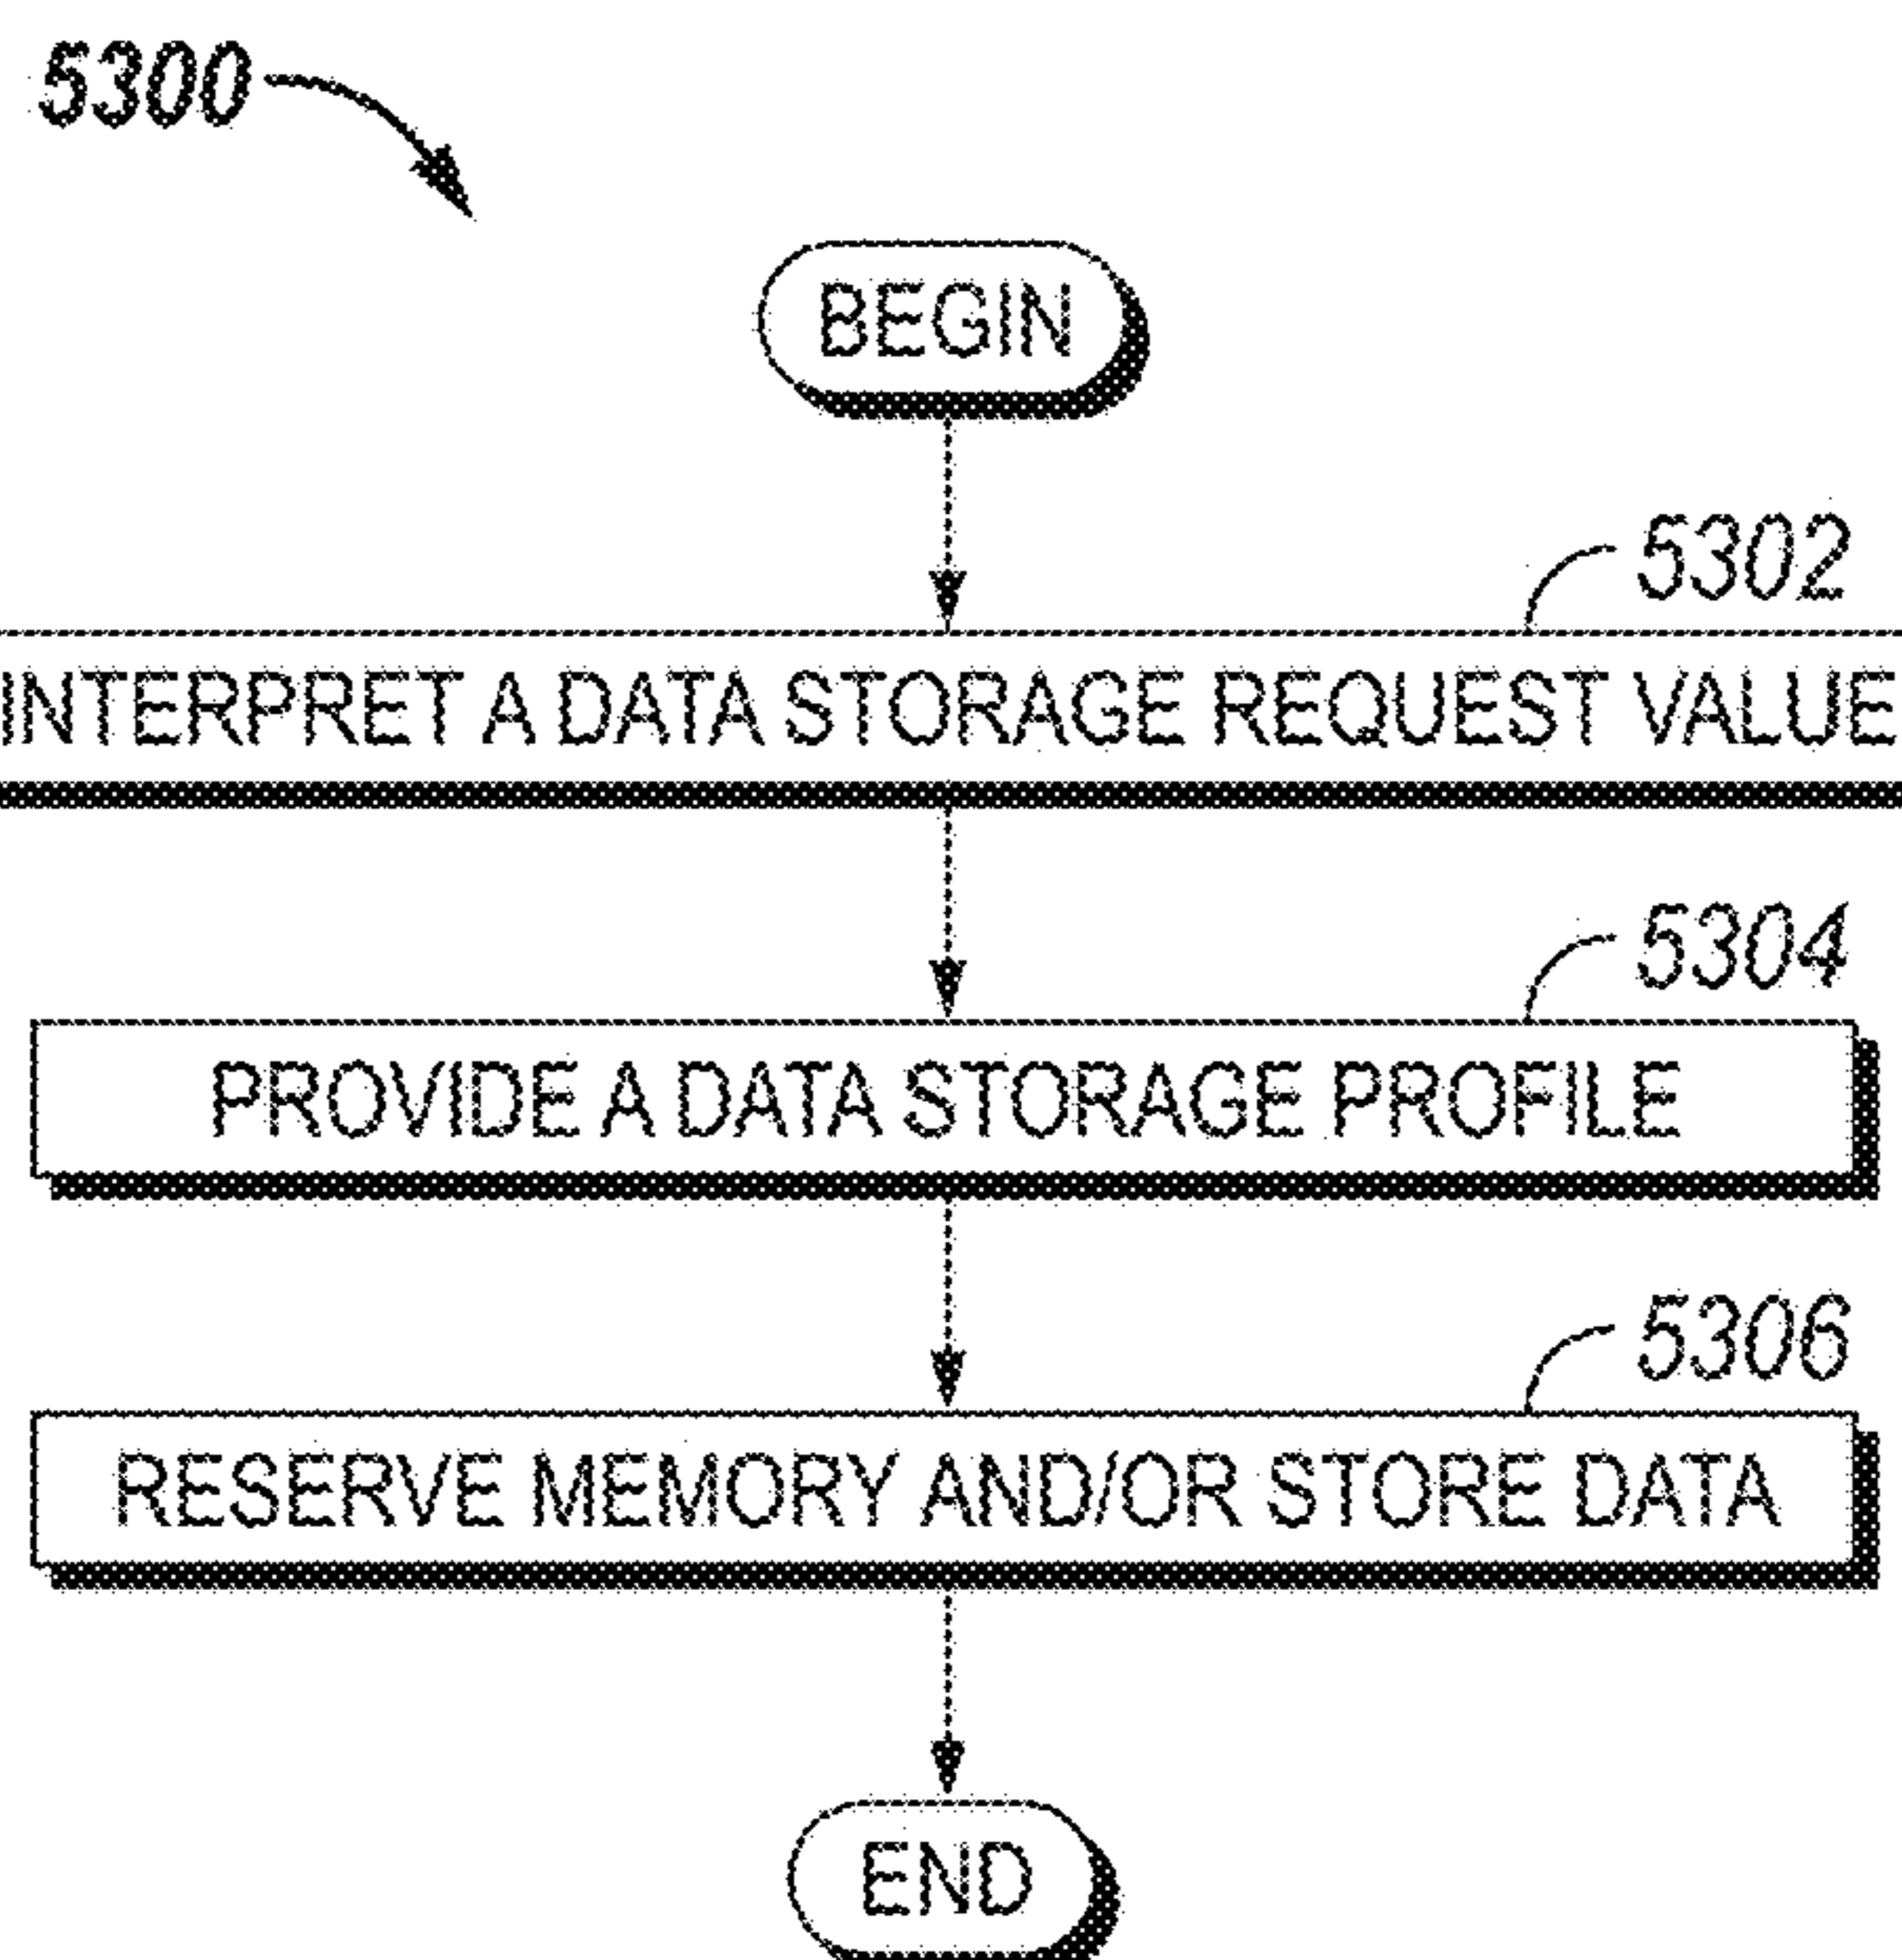 5300
BEGIN
5302
INTERPRET A DATA STORAGE REQUEST VALUE
5304
PROVIDE A DATA STORAGE PROFILE
5306
RESERVE MEMORY AND/OR STORE DATA
END